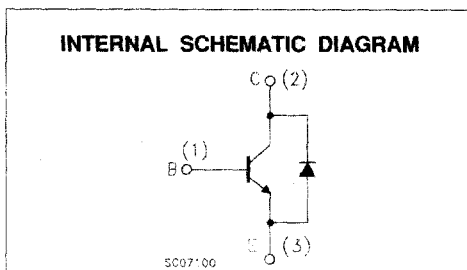 INTERNAL SCHEMATIC DIAGRAM
C (2)
(1)
B
E (3)
SC07100